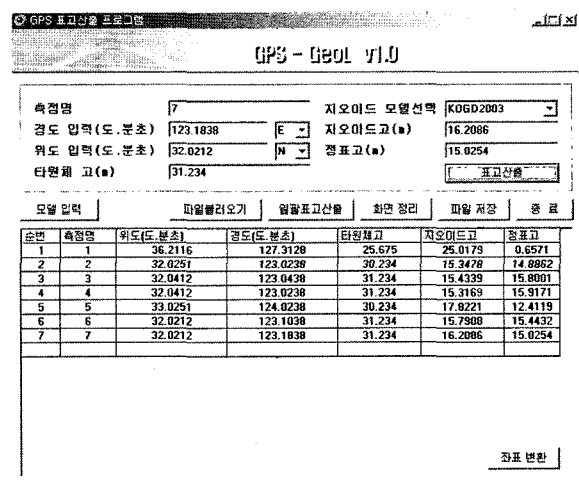 GPS 표고산출 프로그램
GPS - GeoL v1.0
측점명 7 지오이드 모델선택 KOGD2003
경도 입력(도.분초) 123.1838 E 지오이드고(m) 16.2086
위도 입력(도.분초) 32.0212 N 정표고(m) 15.0254
타원체 고(m) 31.234 표고산출
모델 입력 파일불러오기 일괄표고산출 화면 정리 파일 저장 종 료
순번 측점명 위도(도.분초) 경도(도.분초) 타원체고 지오이드고 정표고
1 1 36.2116 127.3128 25.675 25.0179 0.6571
2 2 32.0251 123.0238 30.234 15.3478 14.8862
3 3 32.0412 123.0438 31.234 15.4339 15.8001
4 4 32.0412 123.0238 31.234 15.3169 15.9171
5 5 33.0251 124.0238 30.234 17.8221 12.4119
6 6 32.0212 123.1038 31.234 15.7908 15.4432
7 7 32.0212 123.1838 31.234 16.2086 15.0254
좌표 변환